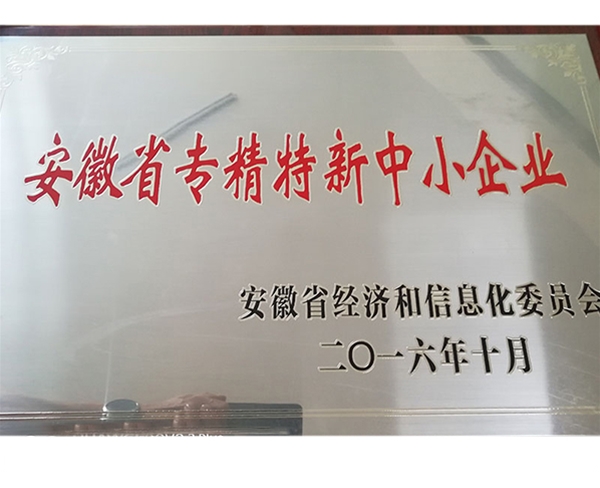 安徽省专精特新中小企业
安徽省经济和信息化委员会
二〇一六年十月